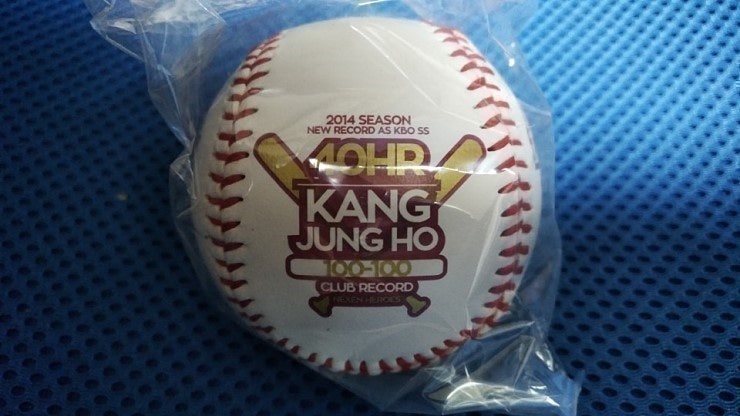 2014 SEASON
NEW RECORD AS KBO SS
40HR
KANG
JUNG HO
100-100
CLUB RECORD
NEXEN HEROES